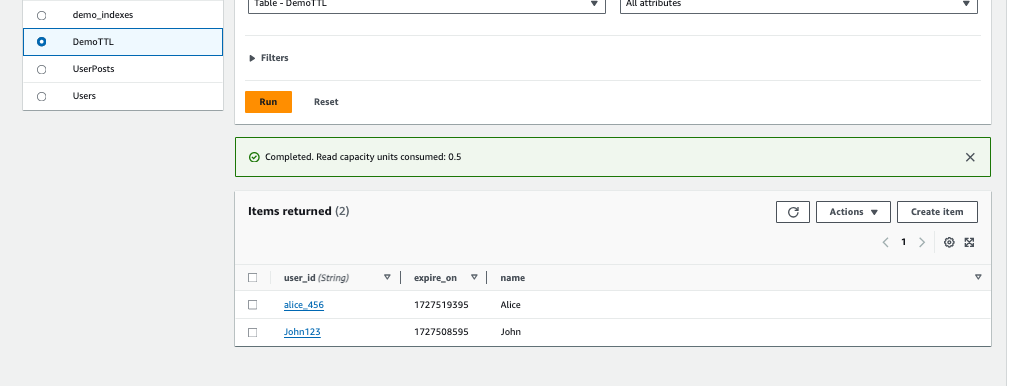 Table - DemoTTL
All attributes
demo_indexes
DemoTTL
UserPosts
Users
Filters
Run Reset
Completed. Read capacity units consumed: 0.5
Items returned (2)
Actions
Create item
1
user_id (String) expire_on name
alice_456 1727519395 Alice
John123 1727508595 John